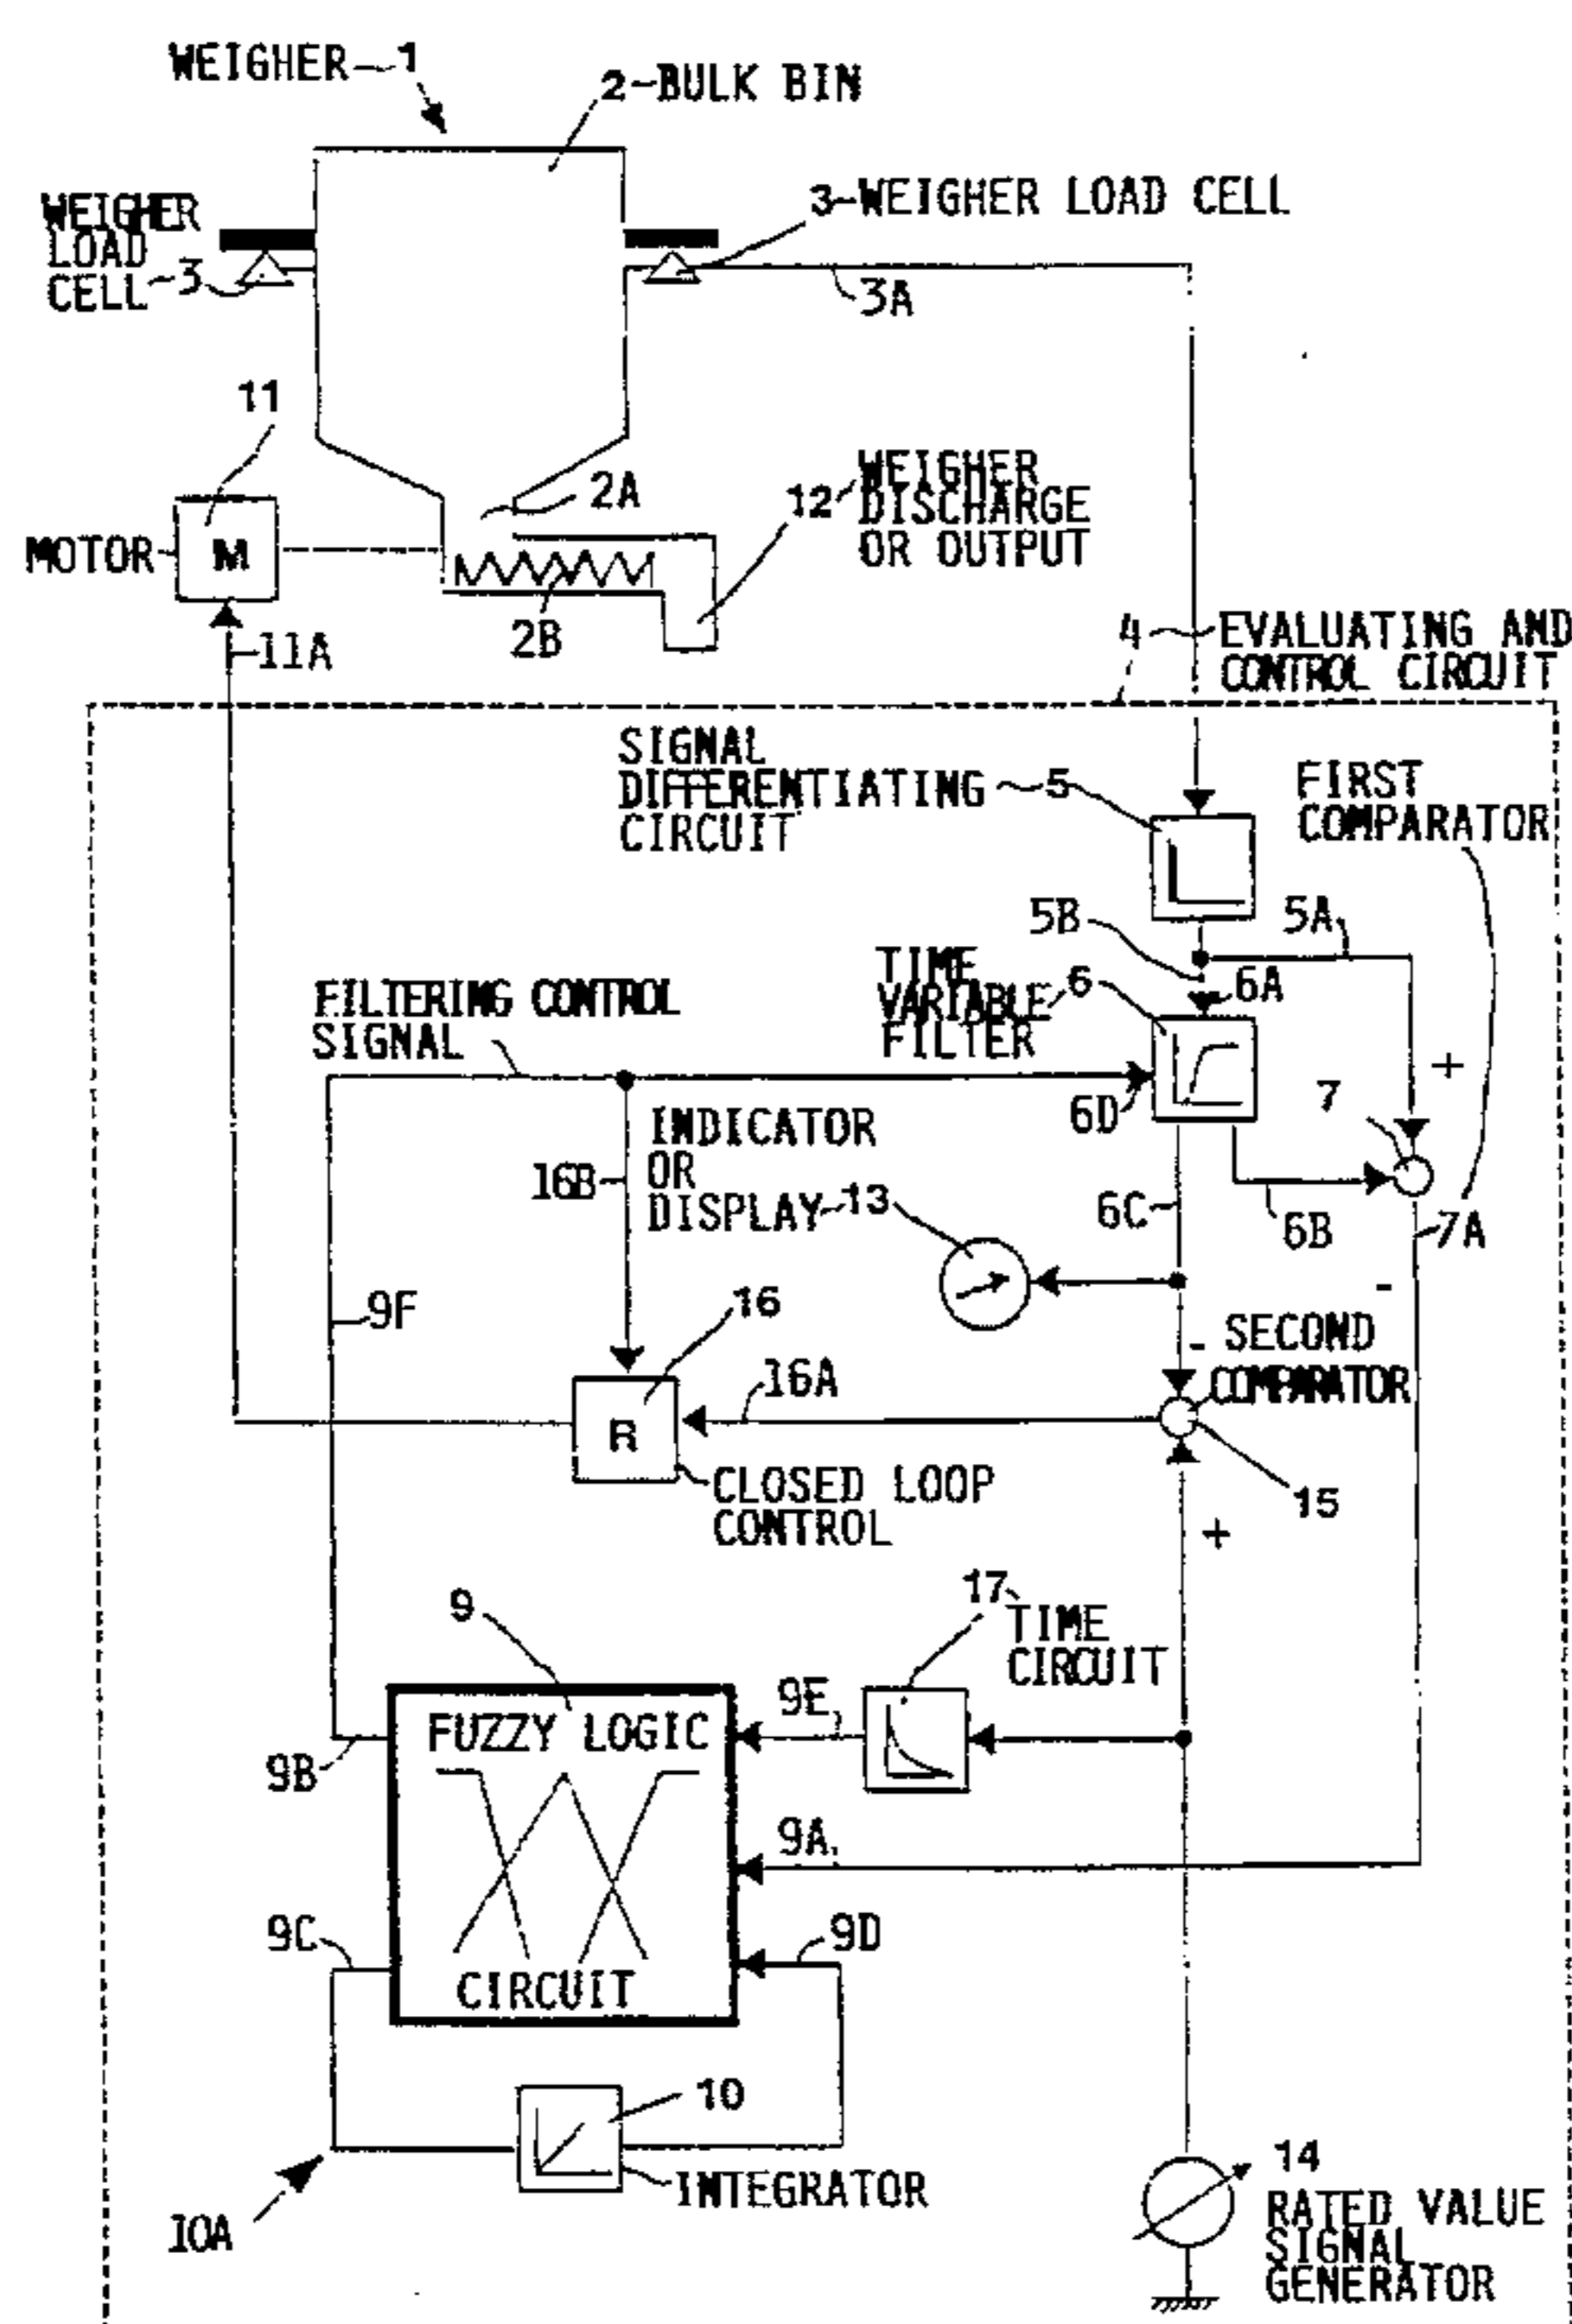 WEIGHER 1
2-BULK BIN
WEIGHER
LOAD
CELL 3
3-WEIGHER LOAD CELL
3A
11
MOTOR
M
2A
12
WEIGHER
DISCHARGE
OR OUTPUT
2B
11A
4
EVALUATING AND
CONTROL CIRCUIT
SIGNAL
DIFFERENTIATING 5
CIRCUIT
FIRST
COMPARATOR
5B
5A
TIME
VARIABLE 6
FILTER
6A
FILTERING CONTROL
SIGNAL
+
7
6D
INDICATOR
OR
DISPLAY 13
16B
6C
6B
7A
-
9F
16
- SECOND
COMPARATOR
16A
R
CLOSED LOOP
CONTROL
15
+
9
17
TIME
CIRCUIT
9E
FUZZY LOGIC
9B
9A
9C
9D
CIRCUIT
10
INTEGRATOR
10A
14
RATED VALUE
SIGNAL
GENERATOR